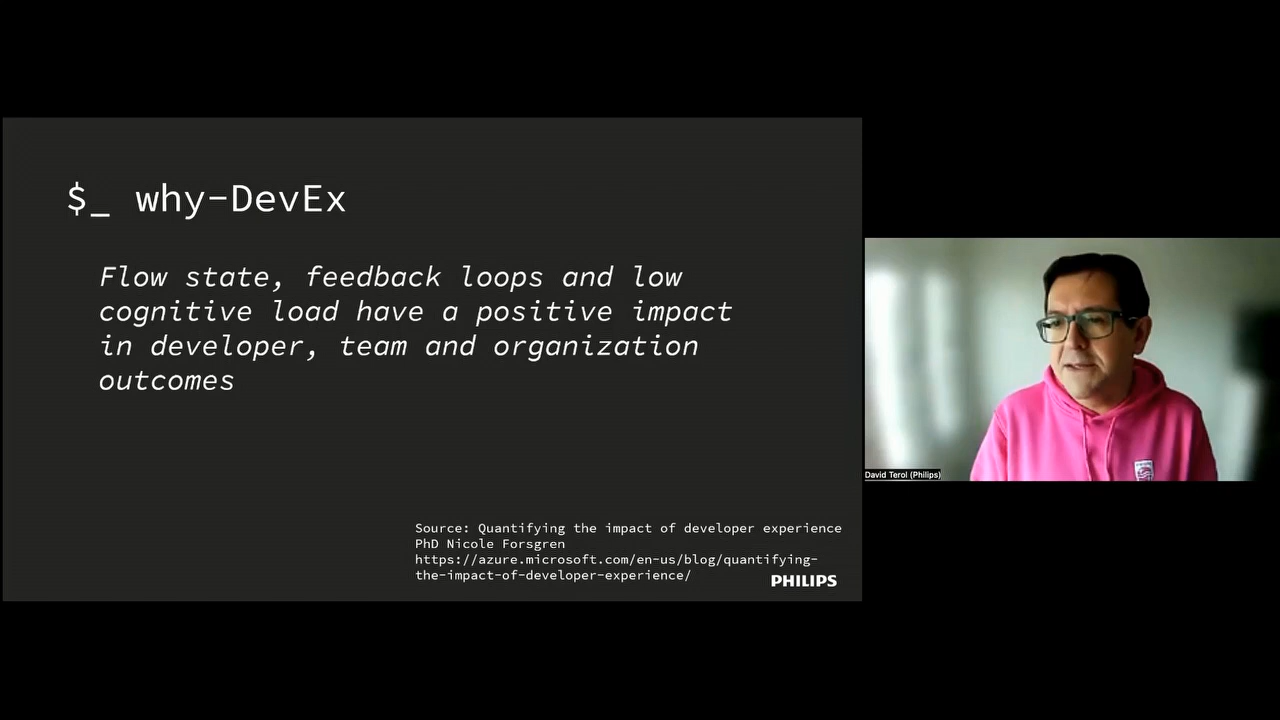 $_ why-DevEx
Flow state, feedback loops and low
cognitive load have a positive impact
in developer, team and organization
outcomes
Source: Quantifying the impact of developer experience
PhD Nicole Forsgren
https://azure.microsoft.com/en-us/blog/quantifying-
the-impact-of-developer-experience/
PHILIPS
David Terol (Philips)